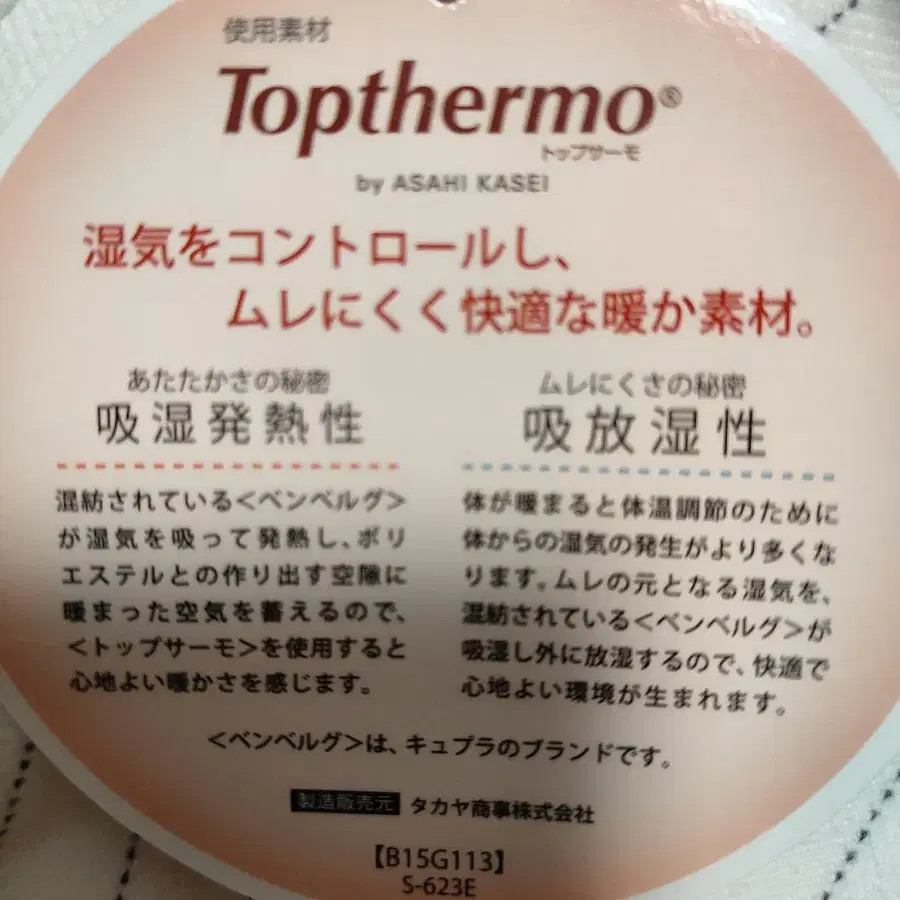 使用素材
Topthermo®
トップサーモ
by ASAHI KASEI
湿気をコントロールし、
ムレにくく快適な暖か素材。
あたたかさの秘密
吸湿発熱性
混紡されている<ベンベルグ>
が湿気を吸って発熱し、ポリ
エステルとの作り出す空隙に
暖まった空気を蓄えるので、
<トップサーモ>を使用すると
心地よい暖かさを感じます。
ムレにくさの秘密
吸放湿性
体が暖まると体温調節のために
体からの湿気の発生がより多くな
ります。ムレの元となる湿気を、
混紡されている<ベンベルグ>が
吸湿し外に放湿するので、快適で
心地よい環境が生まれます。
<ベンベルグ>は、キュプラのブランドです。
製造販売元 タカヤ商事株式会社
【B15G113】
S-623E